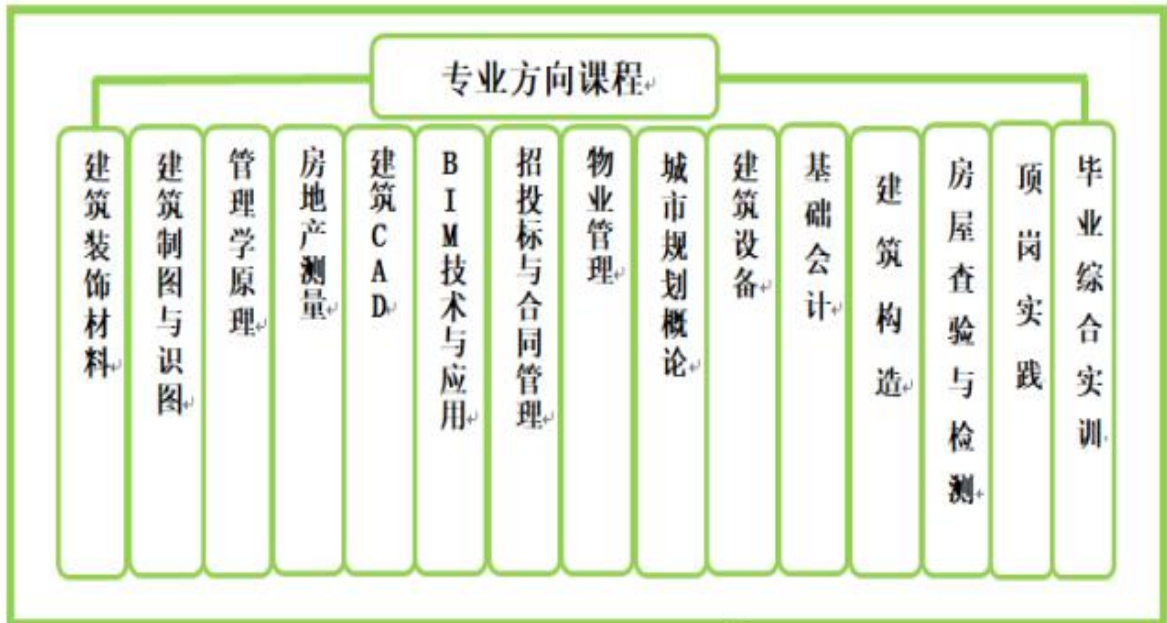 专业方向课程
建筑装饰材料
建筑制图与识图
管理学原理
房地产测量
建筑CAD
BIM技术与应用
招投标与合同管理
物业管理
城市规划概论
建筑设备
基础会计
建筑构造
房屋查验与检测
顶岗实践
毕业综合实训